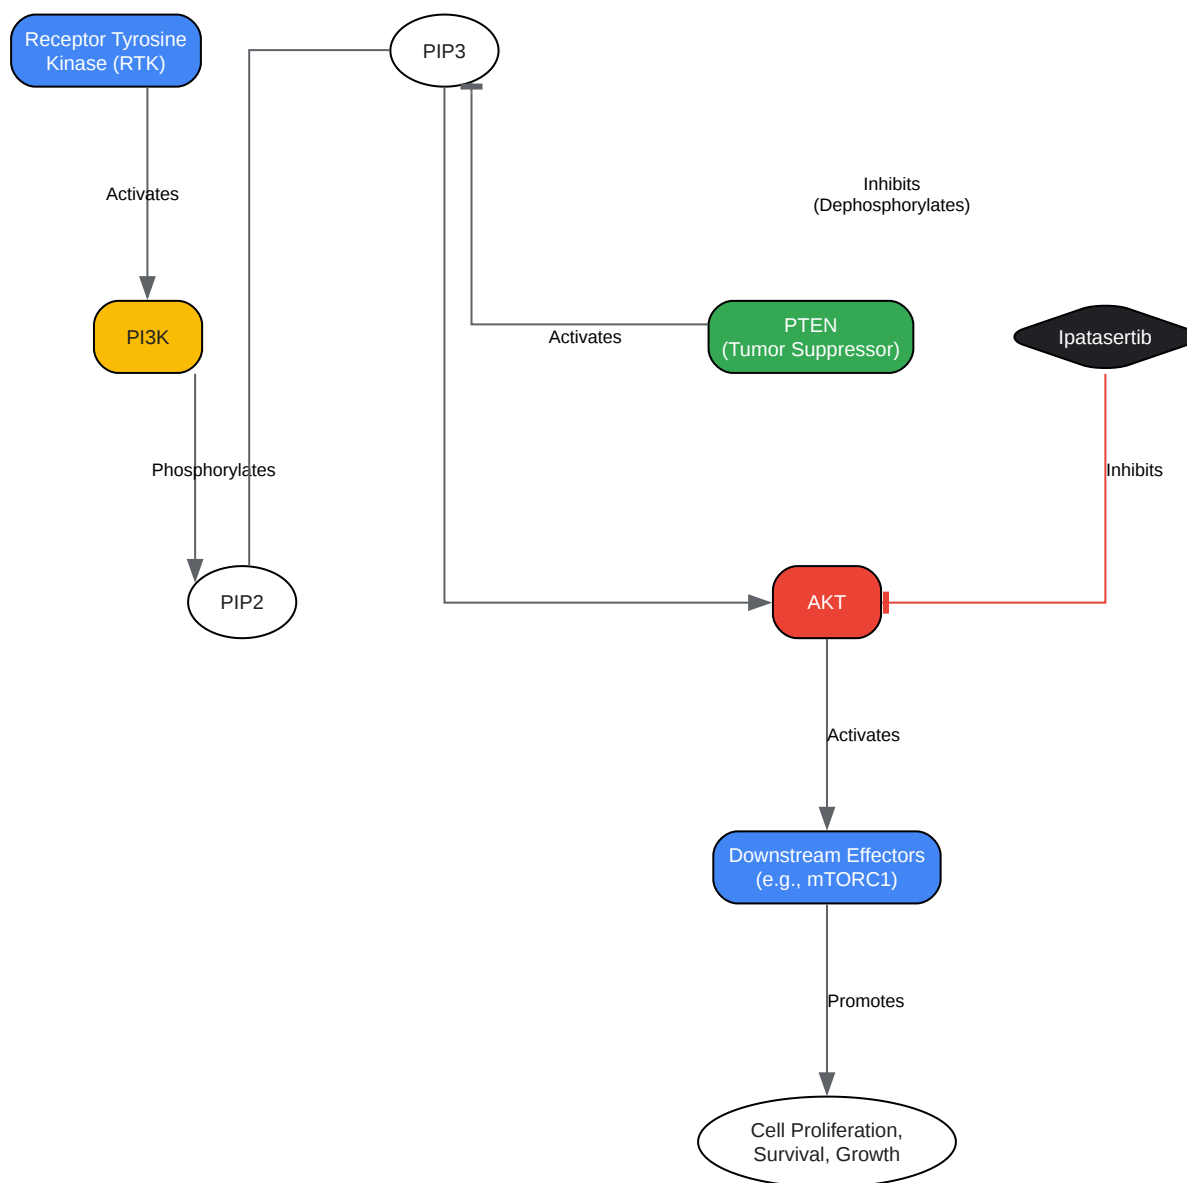 Receptor Tyrosine
Kinase (RTK)
PIP3
Activates
Inhibits
(Dephosphorylates)
PI3K
Activates
PTEN
(Tumor Suppressor)
Ipatasertib
Phosphorylates
Inhibits
PIP2
AKT
Activates
Downstream Effectors
(e.g., mTORC1)
Promotes
Cell Proliferation,
Survival, Growth